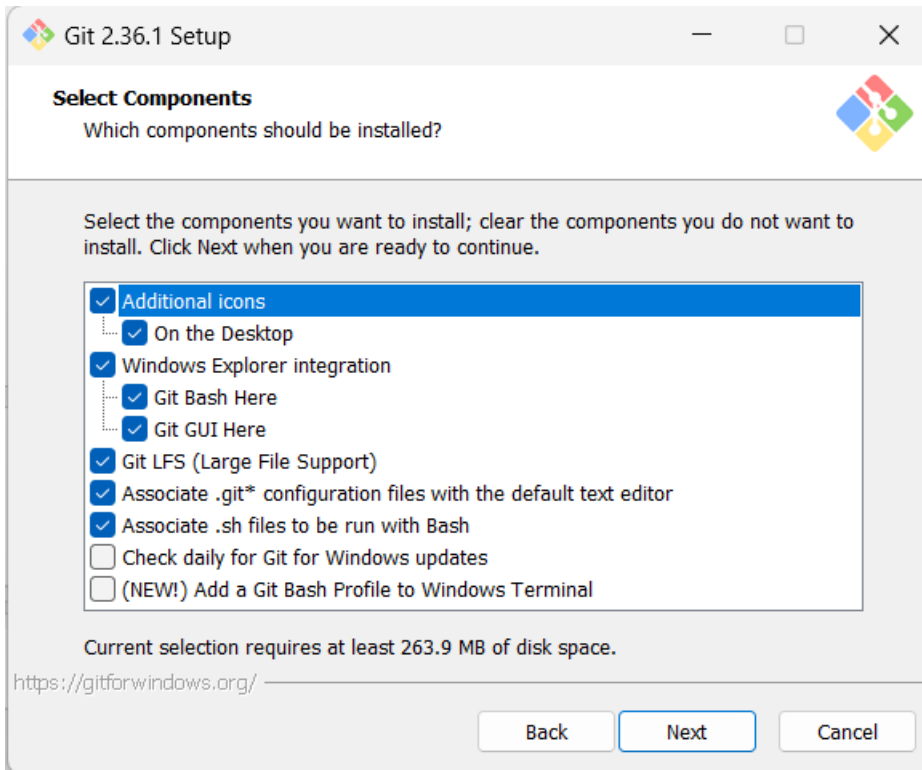 Git 2.36.1 Setup
Select Components
Which components should be installed?
Select the components you want to install; clear the components you do not want to
install. Click Next when you are ready to continue.
Additional icons
On the Desktop
Windows Explorer integration
Git Bash Here
Git GUI Here
Git LFS (Large File Support)
Associate .git* configuration files with the default text editor
Associate .sh files to be run with Bash
Check daily for Git for Windows updates
(NEW!) Add a Git Bash Profile to Windows Terminal
Current selection requires at least 263.9 MB of disk space.
https://gitforwindows.org/
Back Next Cancel